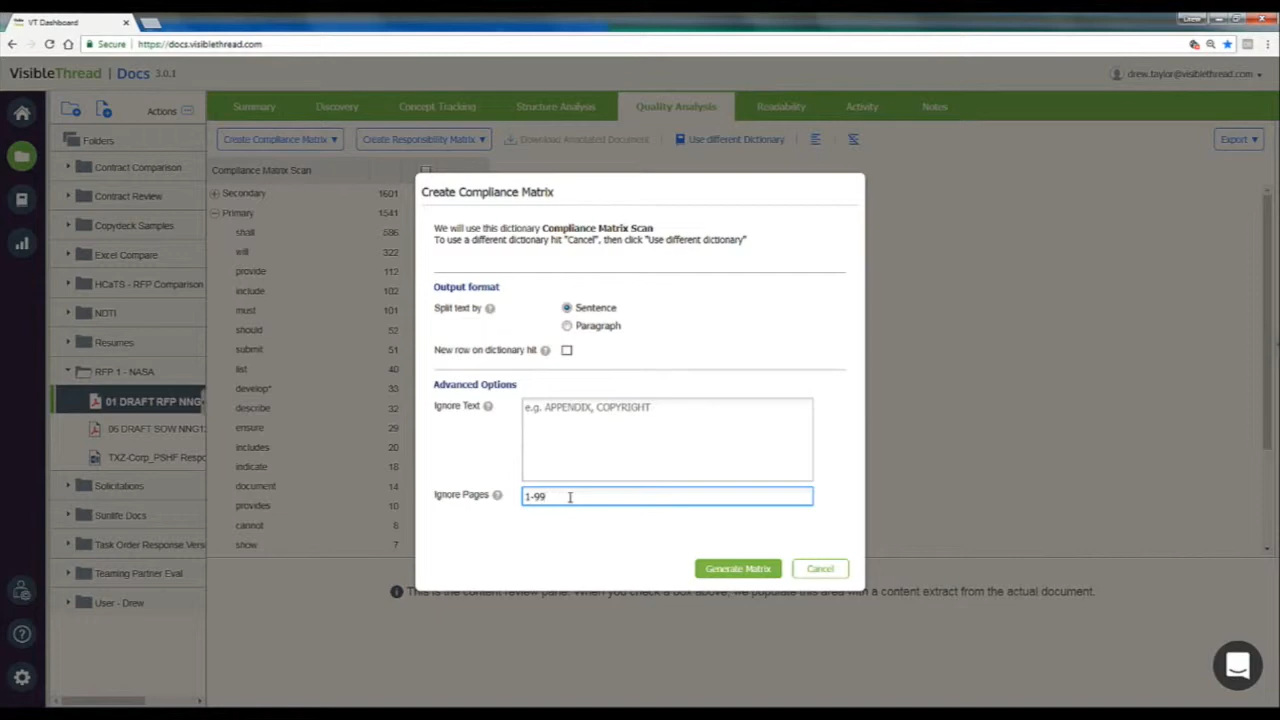 VT Dashboard
Drew
Secure
https://docs.visiblethread.com
VisibleThread | Docs 3.0.1
drew.taylor@visiblethread.com
Actions
Summary
Discovery
Concept Tracking
Structure Analysis
Quality Analysis
Readability
Activity
Notes
Folders
Create Compliance Matrix
Create Responsibility Matrix
Download Annotated Document
Use different Dictionary
Export
Contract Comparison
Contract Review
Copydeck Samples
Excel Compare
HCaTS - RFP Comparison
NDTI
Resumes
RFP 1 - NASA
01 DRAFT RFP NNG
06 DRAFT SOW NNG1
TXZ-Corp_PSHF Respo
Solicitations
Sunlife Docs
Task Order Response Vers
Teaming Partner Eval
User - Drew
Compliance Matrix Scan
Secondary 1601
Primary 1541
shall 586
will 322
provide 112
include 102
must 101
should 52
submit 51
list 40
develop* 33
describe 32
ensure 29
includes 20
indicate 18
document 14
provides 10
cannot 8
show 7
Create Compliance Matrix
We will use this dictionary Compliance Matrix Scan
To use a different dictionary hit "Cancel", then click "Use different dictionary"
Output format
Split text by
Sentence
Paragraph
New row on dictionary hit
Advanced Options
Ignore Text
e.g. APPENDIX, COPYRIGHT
Ignore Pages
1-99
Generate Matrix
Cancel
This is the content review pane. When you check a box above, we populate this area with a content extract from the actual document.